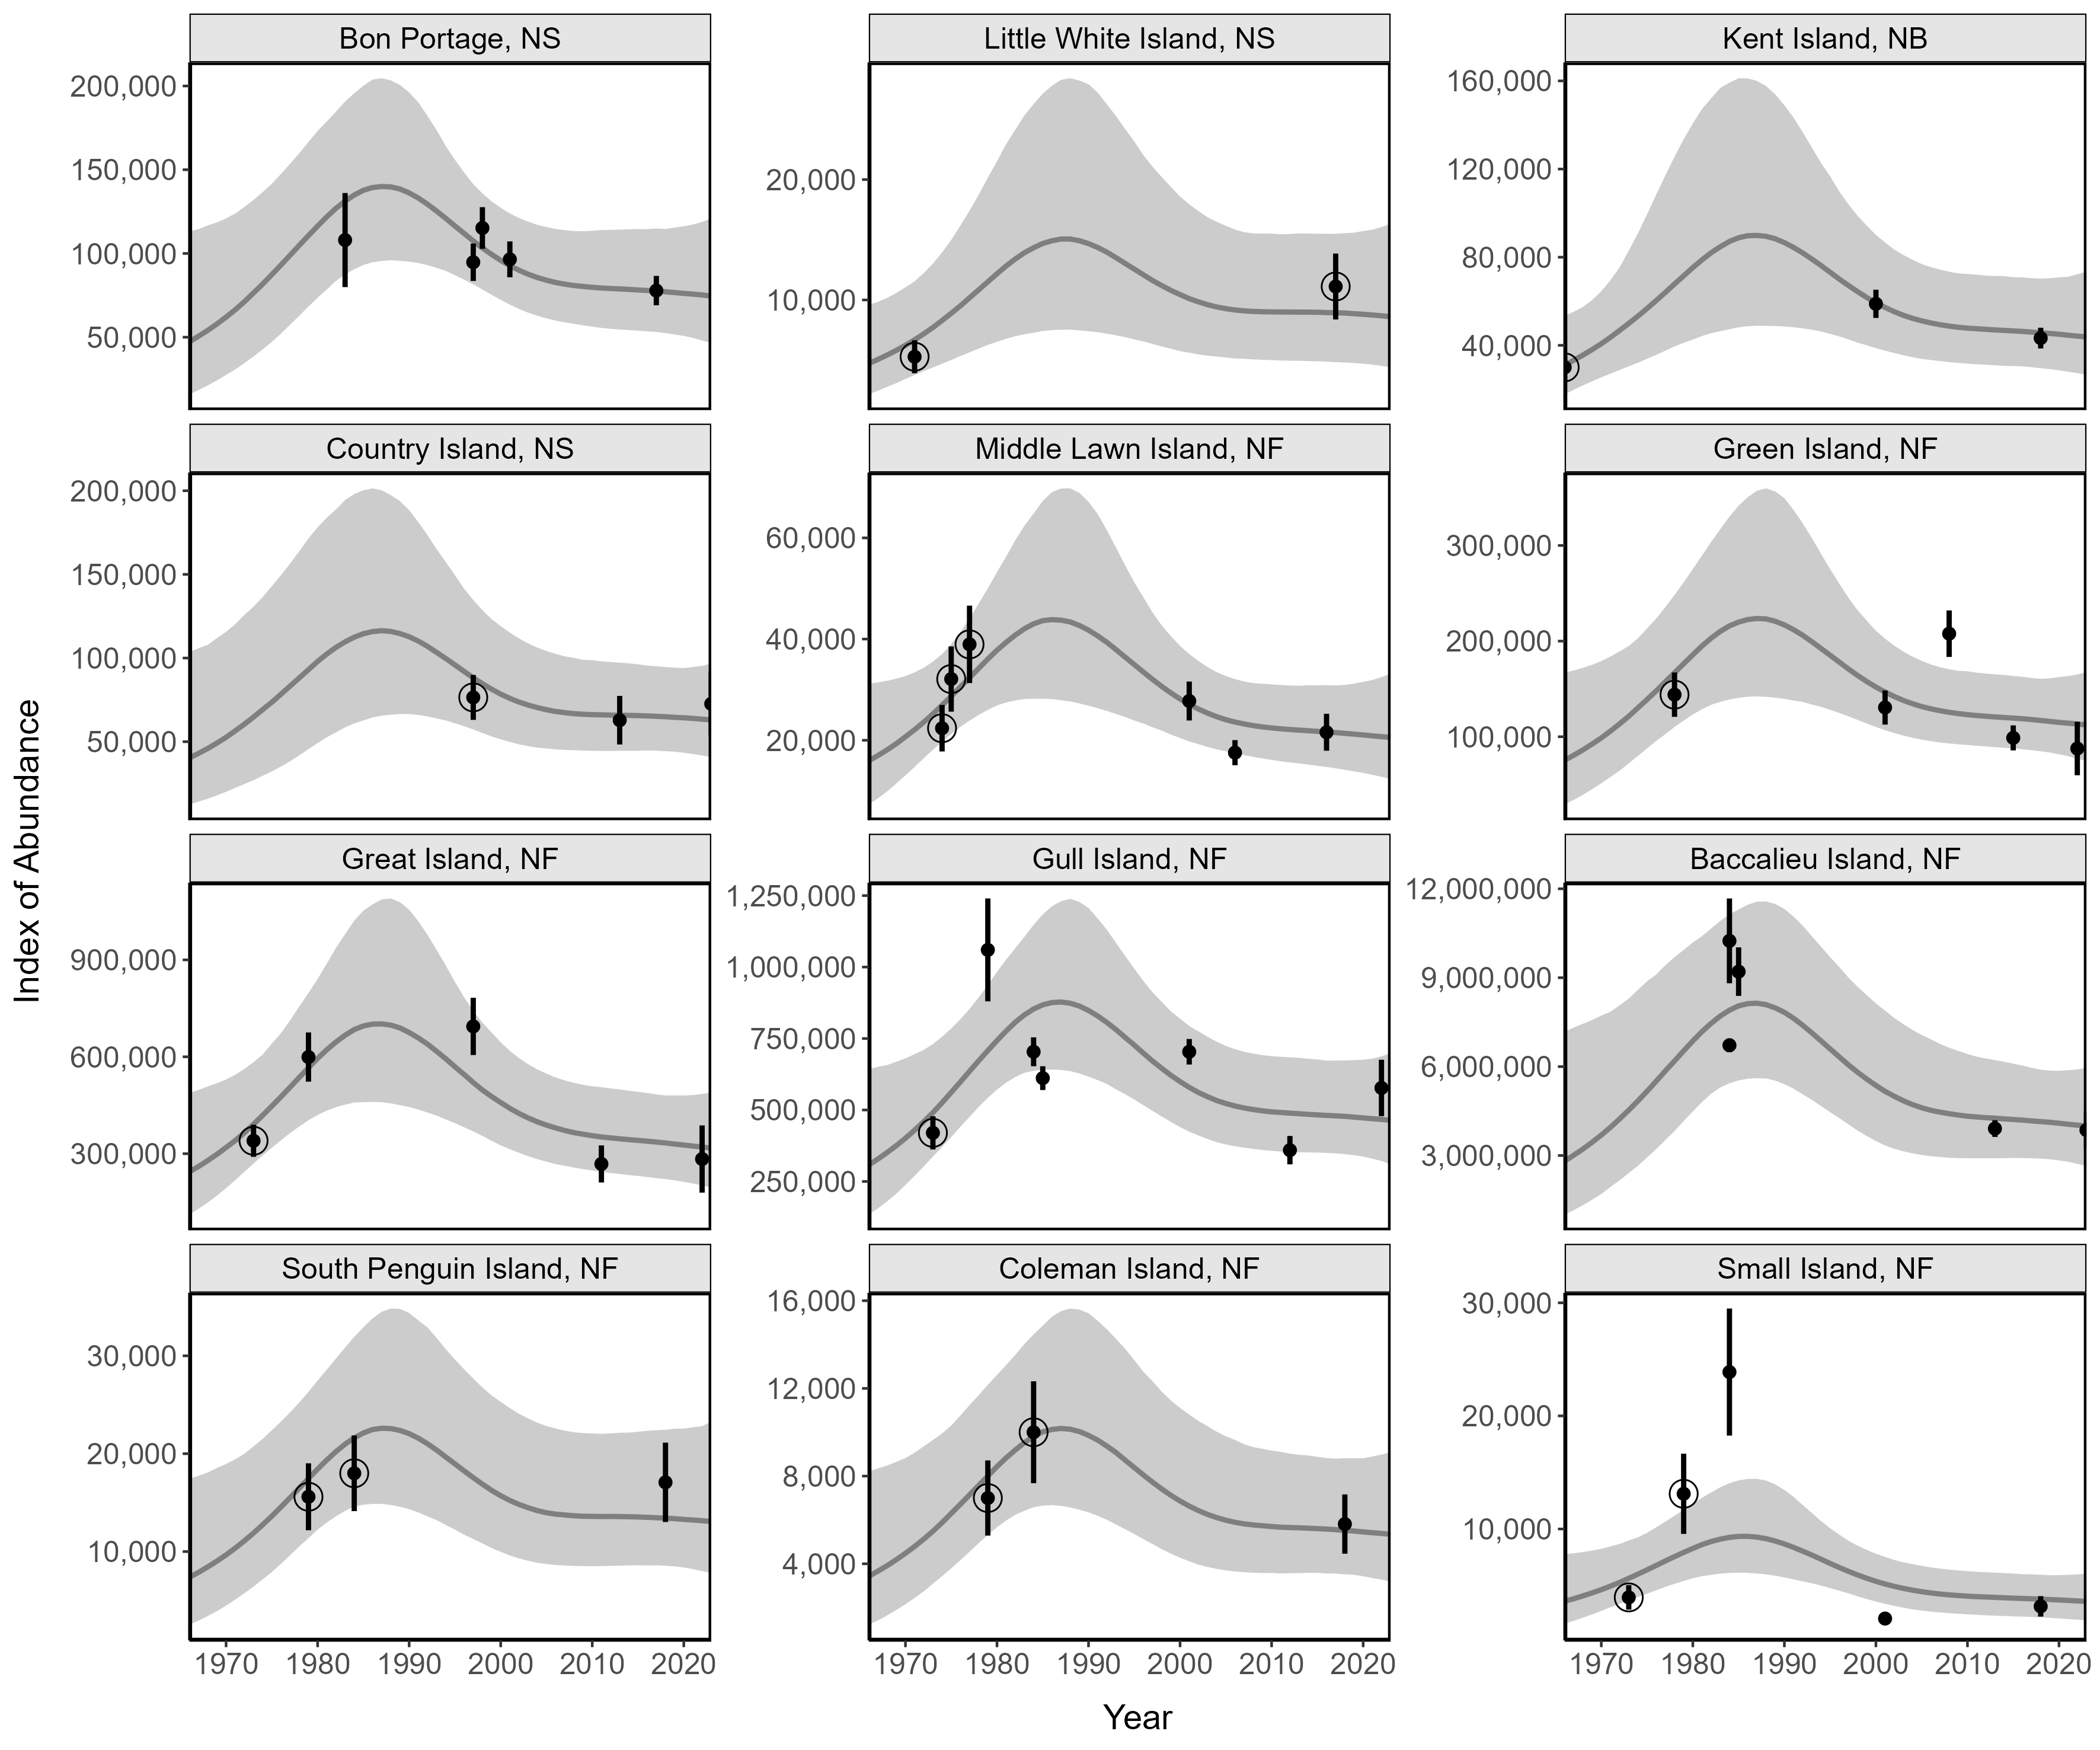 Bon Portage, NS
Little White Island, NS
Kent Island, NB
200,000
150,000
100,000
50,000
20,000
10,000
160,000
120,000
80,000
40,000
Country Island, NS
Middle Lawn Island, NF
Green Island, NF
200,000
150,000
100,000
50,000
60,000
40,000
20,000
300,000
200,000
100,000
Index of Abundance
Great Island, NF
Gull Island, NF
Baccalieu Island, NF
900,000
600,000
300,000
1,250,000
1,000,000
750,000
500,000
250,000
12,000,000
9,000,000
6,000,000
3,000,000
South Penguin Island, NF
Coleman Island, NF
Small Island, NF
30,000
20,000
10,000
16,000
12,000
8,000
4,000
30,000
20,000
10,000
1970 1980 1990 2000 2010 2020
1970 1980 1990 2000 2010 2020
1970 1980 1990 2000 2010 2020
Year